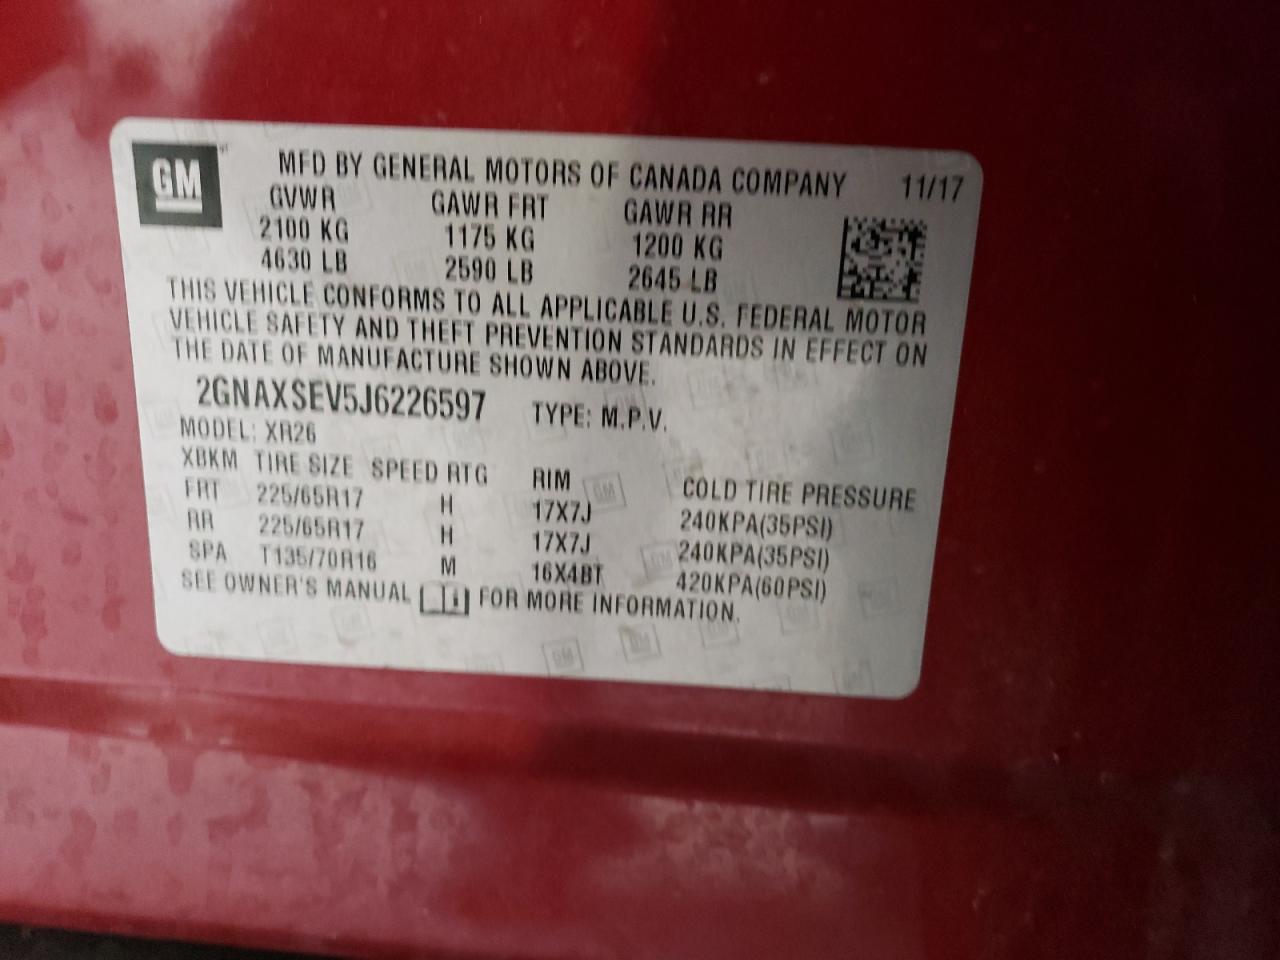 GM
MFD BY GENERAL MOTORS OF CANADA COMPANY 11/17
GVWR GAWR FRT GAWR RR
2100 KG 1175 KG 1200 KG
4630 LB 2590 LB 2645 LB
THIS VEHICLE CONFORMS TO ALL APPLICABLE U.S. FEDERAL MOTOR
VEHICLE SAFETY AND THEFT PREVENTION STANDARDS IN EFFECT ON
THE DATE OF MANUFACTURE SHOWN ABOVE.
2GNAXSEV5J6226597 TYPE: M.P.V.
MODEL: XR26
XBKM TIRE SIZE SPEED RTG RIM COLD TIRE PRESSURE
FRT 225/65R17 H 17X7J 240KPA(35PSI)
RR 225/65R17 H 17X7J 240KPA(35PSI)
SPA T135/70R16 M 16X4BT 420KPA(60PSI)
SEE OWNER'S MANUAL FOR MORE INFORMATION.